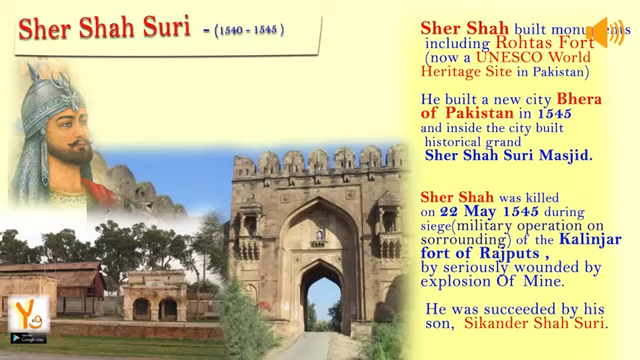 Sher Shah Suri - (1540 - 1545 )
Sher Shah built monuments
including Rohtas Fort
(now a UNESCO World
Heritage Site in Pakistan)
He built a new city Bhera
of Pakistan in 1545
and inside the city built
historical grand
Sher Shah Suri Masjid.
Sher Shah was killed
on 22 May 1545 during
siege(military operation on
sorrounding) of the Kalinjar
fort of Rajputs ,
by seriously wounded by
explosion Of Mine.
He was succeeded by his
son, Sikander Shah Suri.
Google play